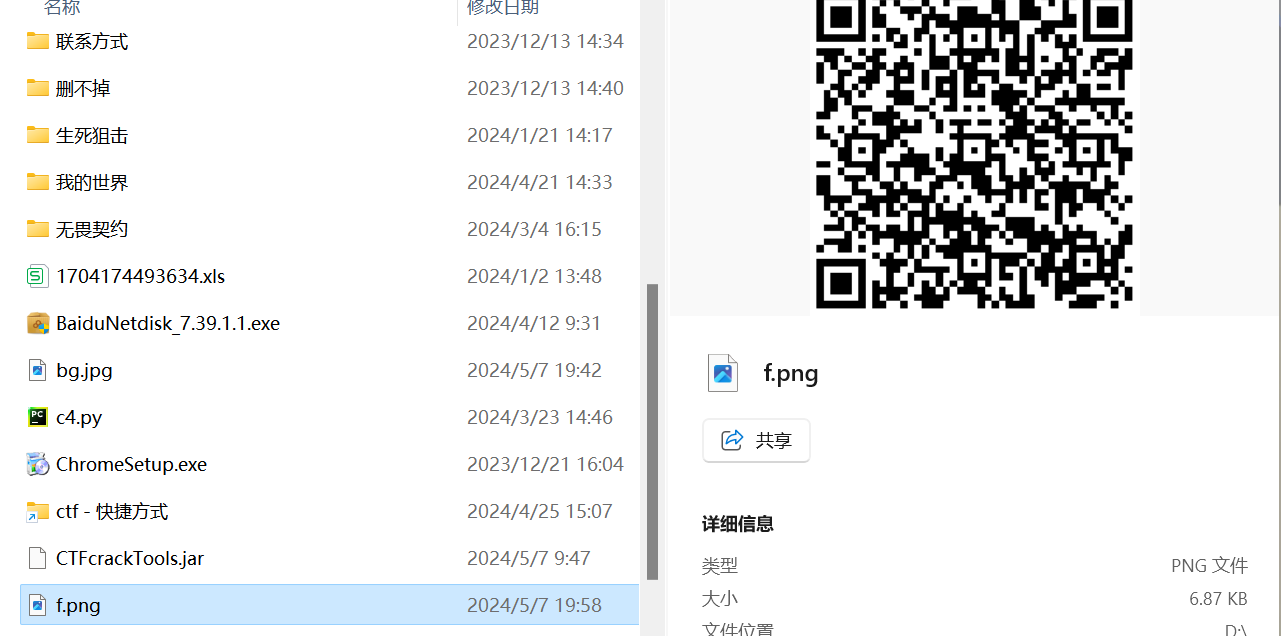 名称 修改日期
联系方式 2023/12/13 14:34
删不掉 2023/12/13 14:40
生死狙击 2024/1/21 14:17
我的世界 2024/4/21 14:33
无畏契约 2024/3/4 16:15
1704174493634.xls 2024/1/2 13:48
BaiduNetdisk_7.39.1.1.exe 2024/4/12 9:31
bg.jpg 2024/5/7 19:42
c4.py 2024/3/23 14:46
ChromeSetup.exe 2023/12/21 16:04
ctf - 快捷方式 2024/4/25 15:07
CTFcrackTools.jar 2024/5/7 9:47
f.png 2024/5/7 19:58
f.png
共享
详细信息
类型 PNG 文件
大小 6.87 KB
文件位置 D:\